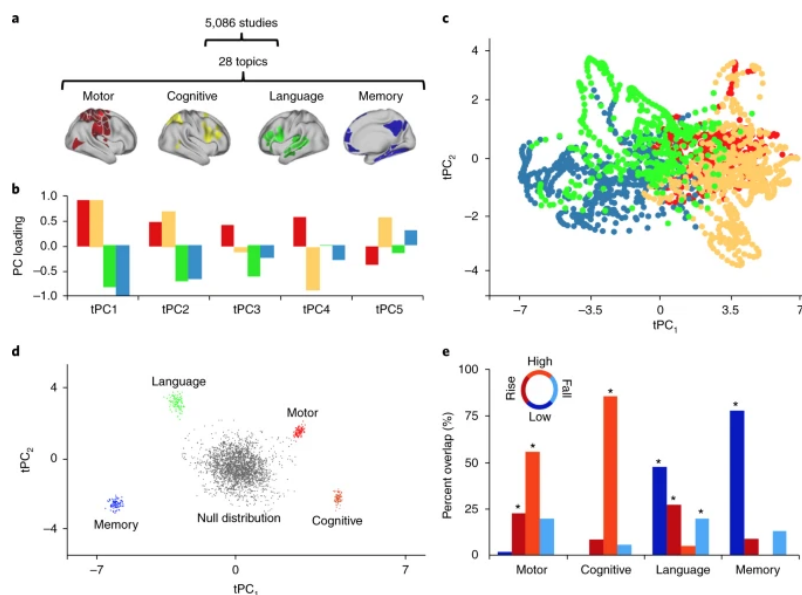 a
5,086 studies
28 topics
Motor Cognitive Language Memory
b
PC loading
1.0
0.5
0.0
−0.5
−1.0
tPC1 tPC2 tPC3 tPC4 tPC5
c
tPC2
4
2
0
−2
−4
−7 −3.5 0 3.5 7
tPC1
d
tPC2
4
0
−4
Language
Motor
Memory
Null distribution
Cognitive
−7 0 7
tPC1
e
Percent overlap (%)
100
75
50
25
0
High
Rise
Fall
Low
* * * * * * *
Motor Cognitive Language Memory